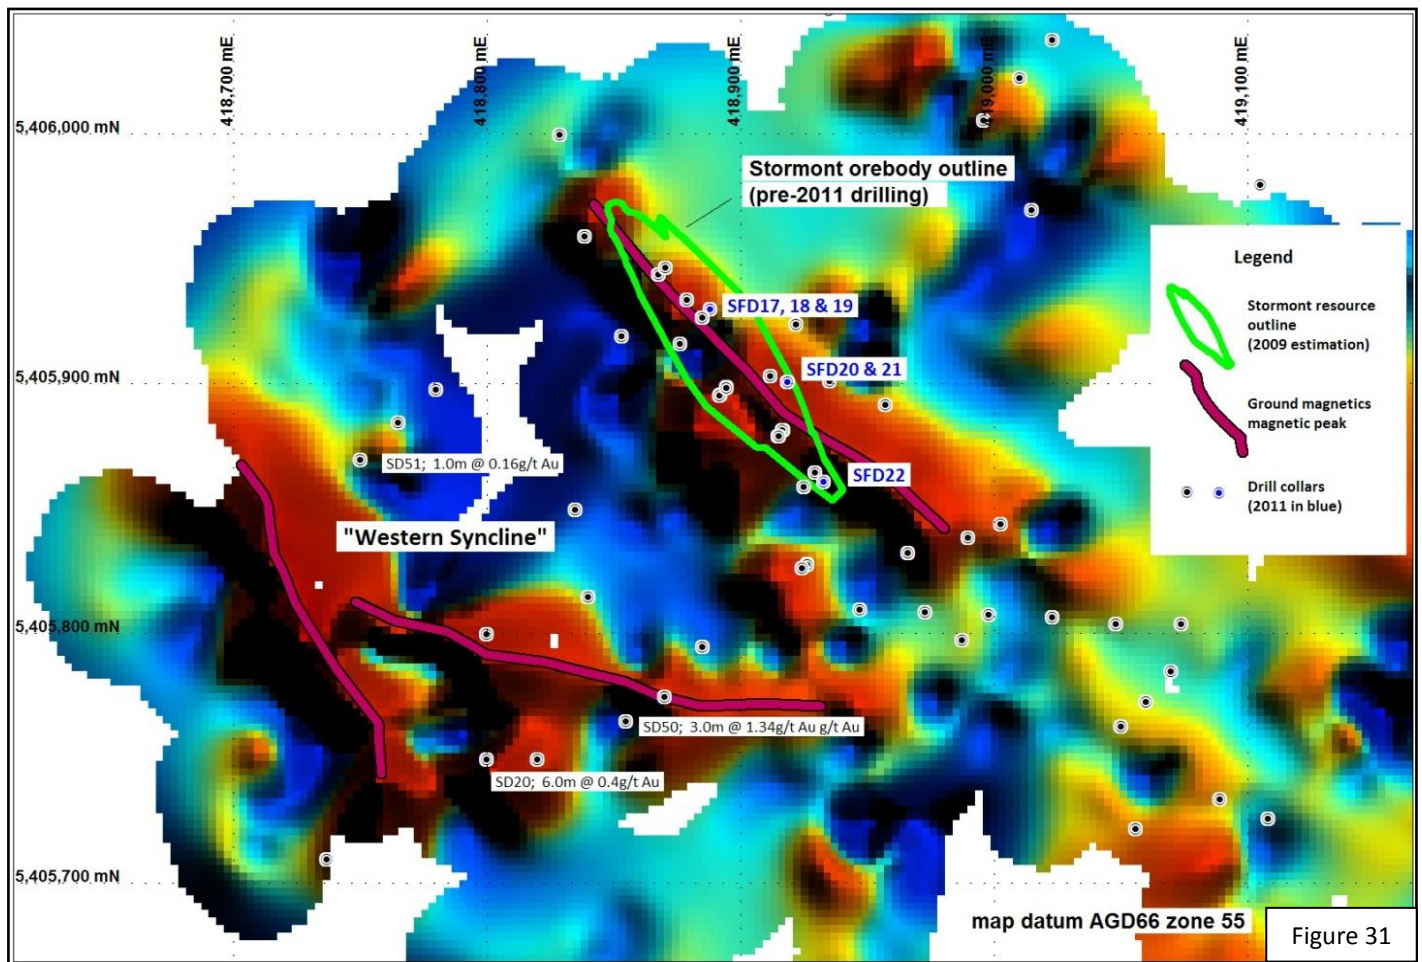 418,700 mE
418,800 mE
418,900 mE
419,000 mE
419,100 mE
5,406,000 mN
Stormont orebody outline
(pre-2011 drilling)
Legend
Stormont resource
outline
(2009 estimation)
SFD17, 18 & 19
5,405,900 mN
SFD20 & 21
Ground magnetics
magnetic peak
SD51; 1.0m @ 0.16g/t Au
SFD22
Drill collars
(2011 in blue)
"Western Syncline"
5,405,800 mN
SD50; 3.0m @ 1.34g/t Au g/t Au
SD20; 6.0m @ 0.4g/t Au
5,405,700 mN
map datum AGD66 zone 55
Figure 31